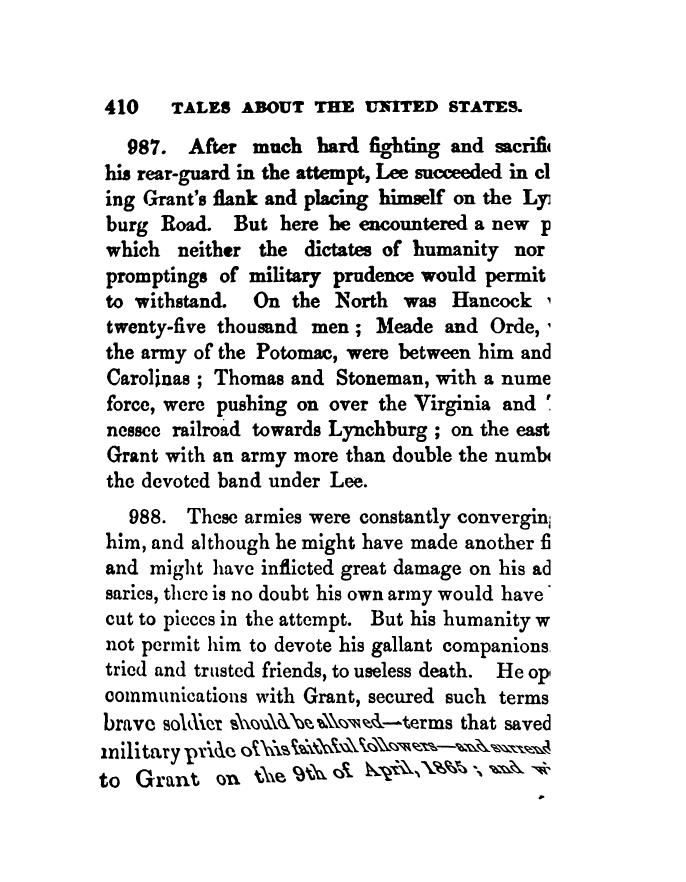 410 TALES ABOUT THE UNITED STATES.
987. After much hard fighting and sacrifi
his rear-guard in the attempt, Lee succeeded in cl
ing Grant's flank and placing himself on the Ly
burg Road. But here he encountered a new p
which neither the dictates of humanity nor
promptings of military prudence would permit
to withstand. On the North was Hancock
twenty-five thousand men ; Meade and Orde,
the army of the Potomac, were between him and
Carolinas ; Thomas and Stoneman, with a nume
force, were pushing on over the Virginia and
nessee railroad towards Lynchburg ; on the east
Grant with an army more than double the numb
the devoted band under Lee.
988. These armies were constantly converging
him, and although he might have made another fi
and might have inflicted great damage on his ad
saries, there is no doubt his own army would have
cut to pieces in the attempt. But his humanity w
not permit him to devote his gallant companions
tried and trusted friends, to useless death. He op
communications with Grant, secured such terms
brave soldier should be allowed—terms that saved
military pride of his faithful followers—and surrend
to Grant on the 9th of April, 1865 ; and wi